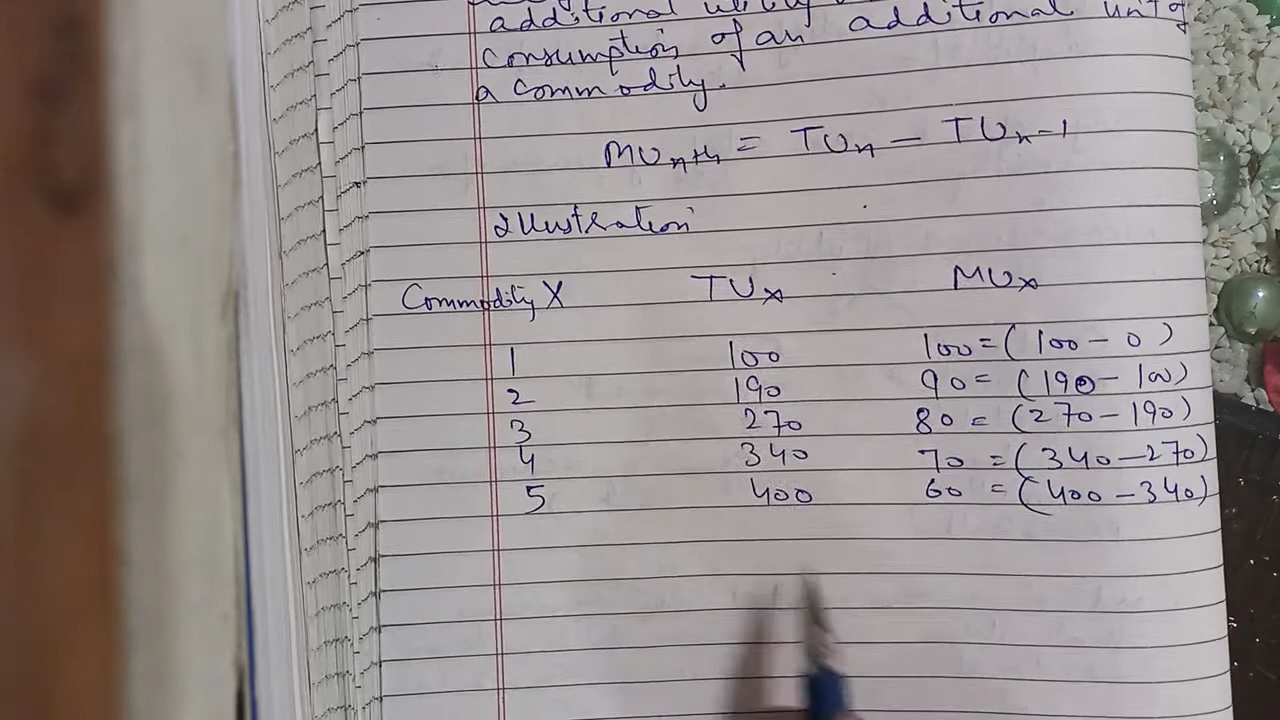 additional utility
consumption of an additional unit of
a commodity.
MUnth = TUn - TUn-1
Illustration
Commodity X TUx MUx
1 100 100 = (100 - 0)
2 190 90 = (190 - 100)
3 270 80 = (270 - 190)
4 340 70 = (340 - 270)
5 400 60 = (400 - 340)